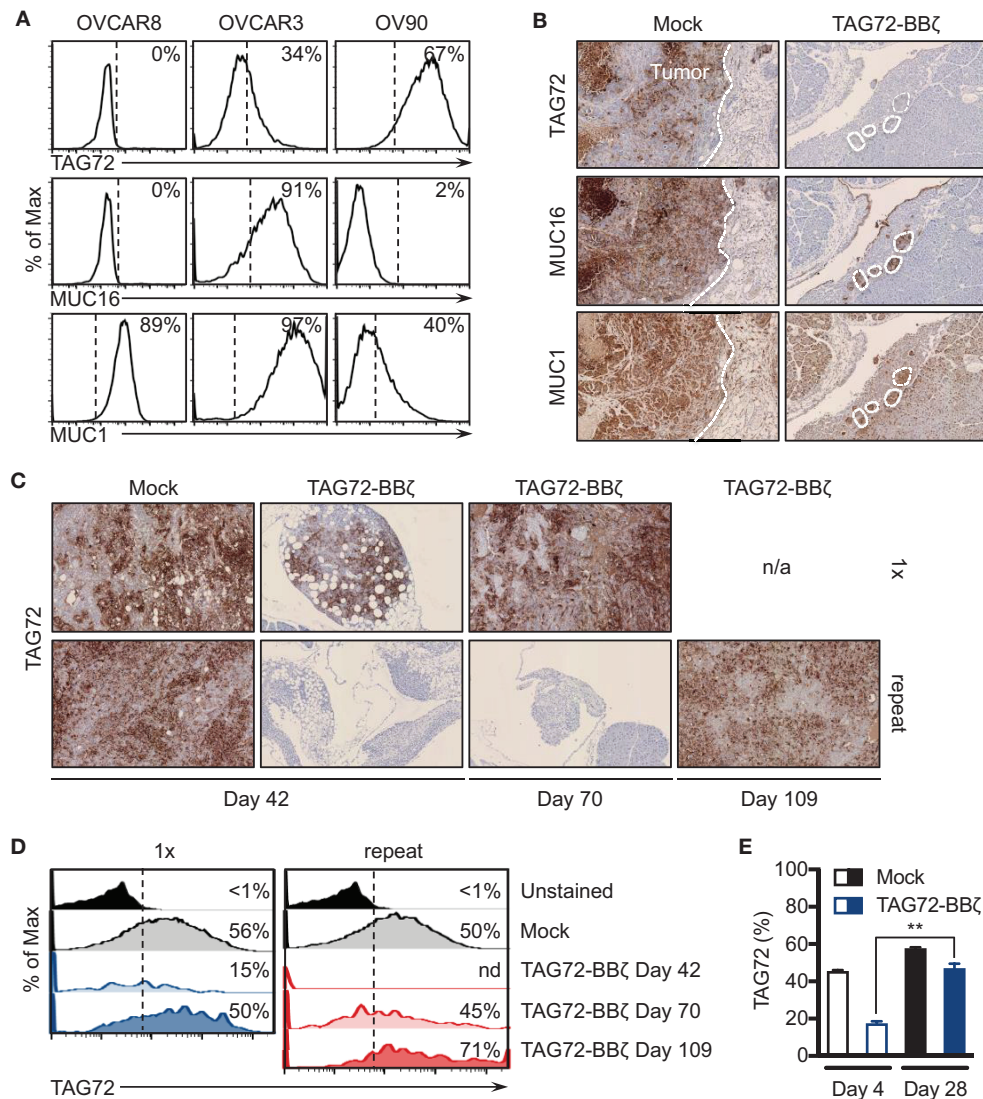 A
OVCAR8 OVCAR3 OV90
0% 34% 67%
TAG72
0% 91% 2%
MUC16
89% 97% 40%
MUC1
% of Max
B
Mock TAG72-BBζ
TAG72
Tumor
MUC16
MUC1
C
Mock TAG72-BBζ TAG72-BBζ TAG72-BBζ
TAG72
n/a
1x
repeat
Day 42 Day 70 Day 109
D
1x repeat
<1% <1% Unstained
56% 50% Mock
15% nd TAG72-BBζ Day 42
50% 45% TAG72-BBζ Day 70
71% TAG72-BBζ Day 109
% of Max
TAG72
E
100
80
60
40
20
0
TAG72 (%)
Mock
TAG72-BBζ
**
Day 4 Day 28